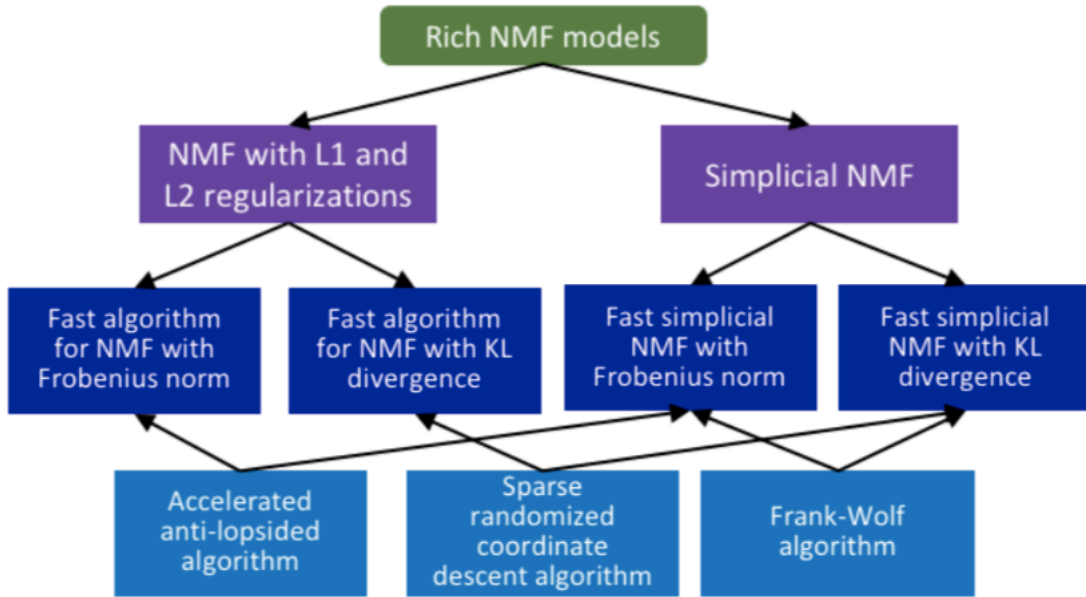 Rich NMF models
NMF with L1 and
L2 regularizations
Simplicial NMF
Fast algorithm
for NMF with
Frobenius norm
Fast algorithm
for NMF with KL
divergence
Fast simplicial
NMF with
Frobenius norm
Fast simplicial
NMF with KL
divergence
Accelerated
anti-lopsided
algorithm
Sparse
randomized
coordinate
descent algorithm
Frank-Wolf
algorithm